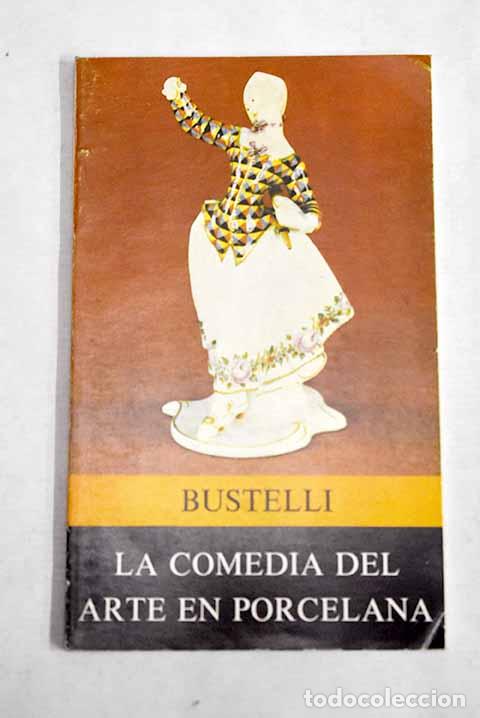 BUSTELLI
LA COMEDIA DEL
ARTE EN PORCELANA
todocoleccion